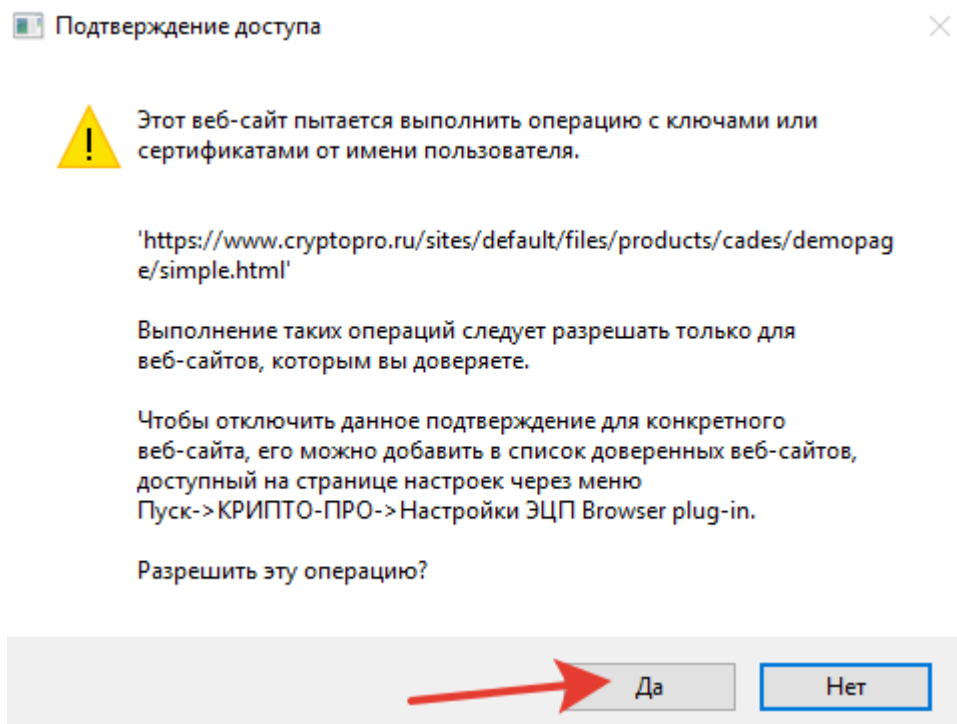 Подтверждение доступа
Этот веб-сайт пытается выполнить операцию с ключами или
сертификатами от имени пользователя.
'https://www.cryptopro.ru/sites/default/files/products/cades/demopag
e/simple.html'
Выполнение таких операций следует разрешать только для
веб-сайтов, которым вы доверяете.
Чтобы отключить данное подтверждение для конкретного
веб-сайта, его можно добавить в список доверенных веб-сайтов,
доступный на странице настроек через меню
Пуск->КРИПТО-ПРО->Настройки ЭЦП Browser plug-in.
Разрешить эту операцию?
Да
Нет